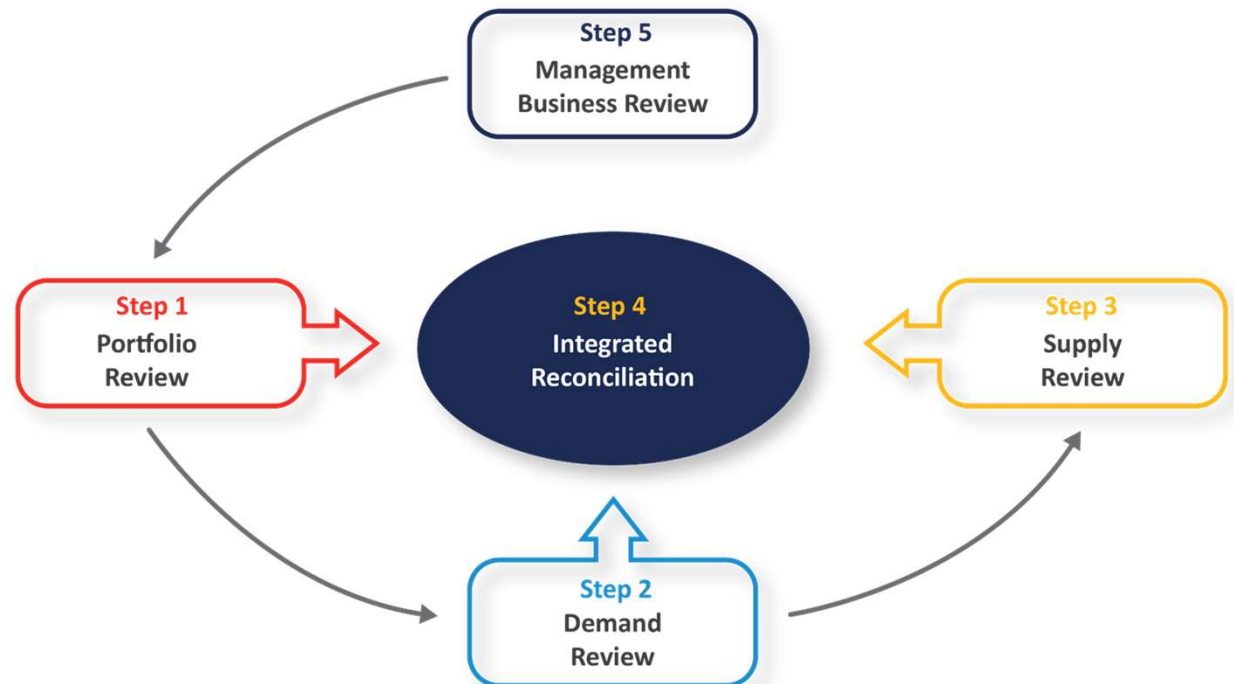 Step 5
Management
Business Review
Step 1
Portfolio
Review
Step 4
Integrated
Reconciliation
Step 3
Supply
Review
Step 2
Demand
Review